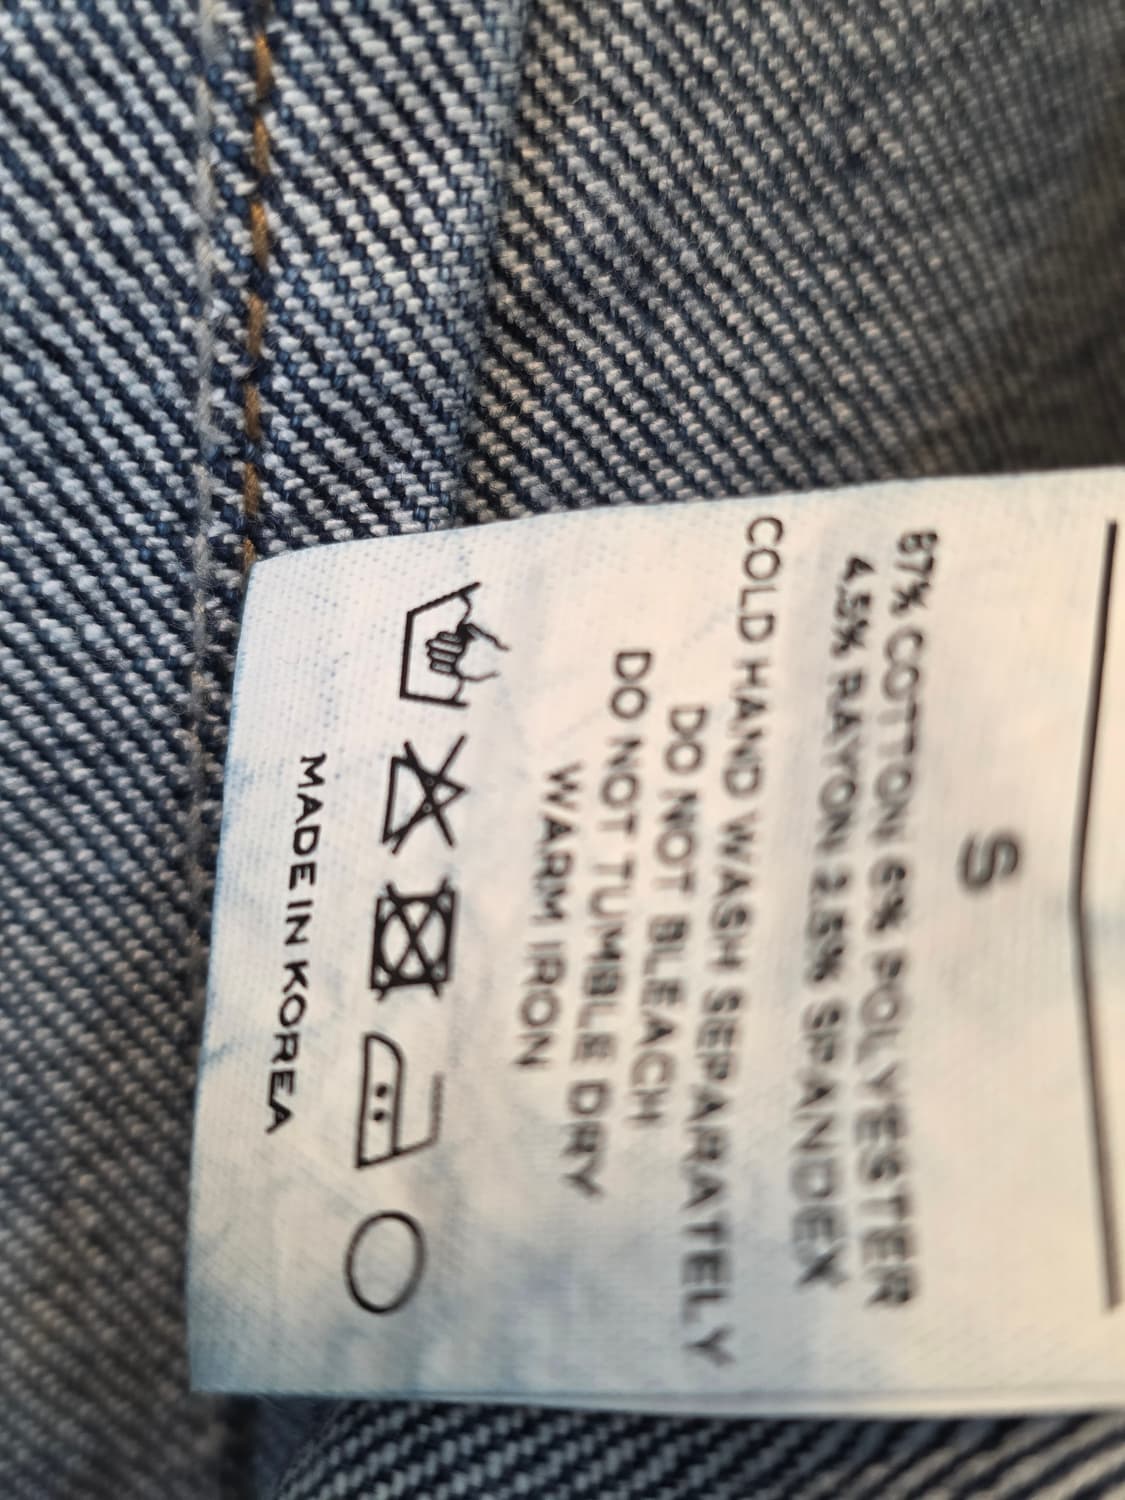 S
87% COTTON 6% POLYESTER
4.5% RAYON 2.5% SPANDEX
COLD HAND WASH SEPARATELY
DO NOT BLEACH
DO NOT TUMBLE DRY
WARM IRON
MADE IN KOREA